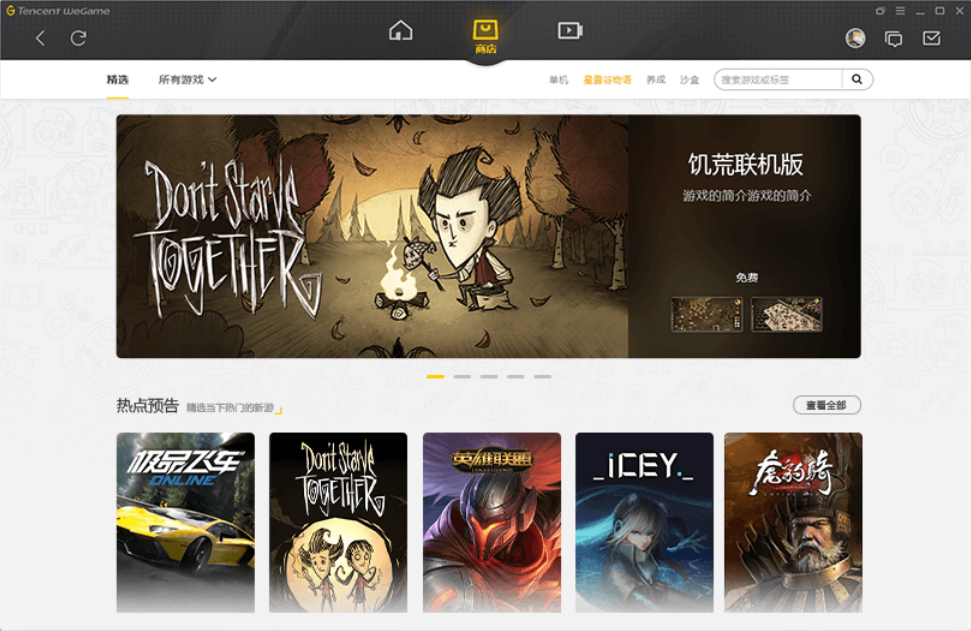 Tencent WeGame
商店
精选 所有游戏 单机 星露谷物语 养成 沙盒 搜索游戏或标签
Don't Starve
TOGETHER
饥荒联机版
游戏的简介游戏的简介
免费
热点预告 精选当下热门的新游 查看全部
极品飞车
ONLINE
Don't Starve
TOGETHER
英雄联盟
LEAGUE OF LEGENDS
_iCEY._
虎豹骑